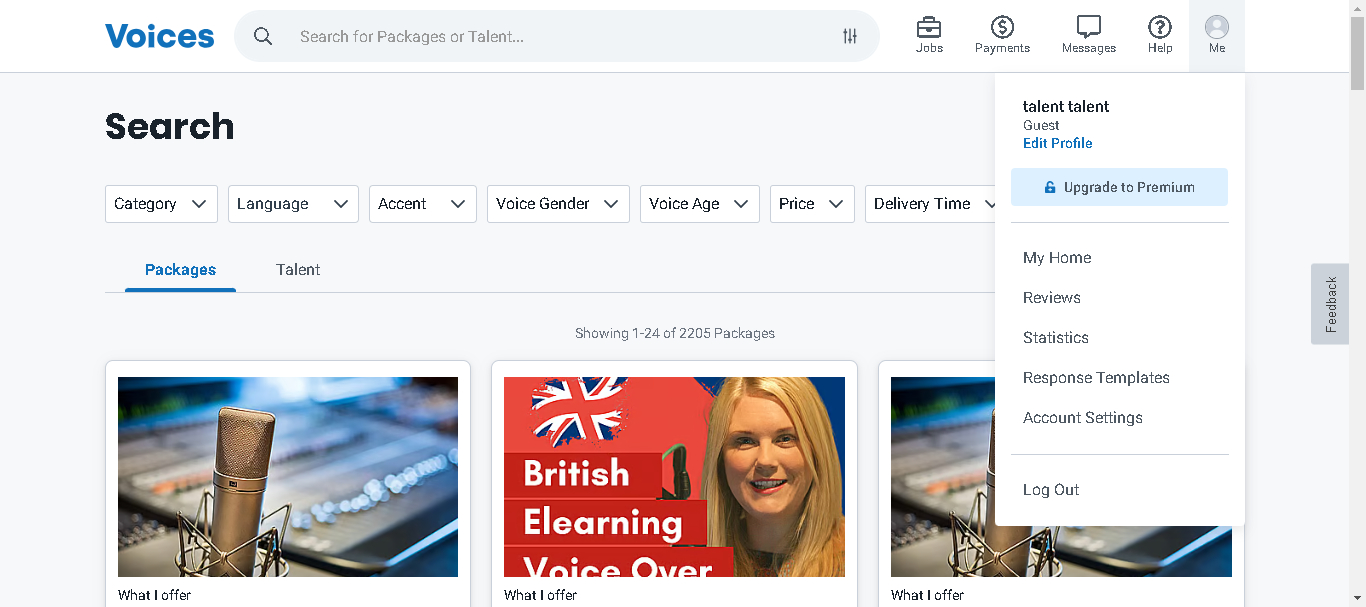 Voices
Search for Packages or Talent...
Jobs
Payments
Messages
Help
Me
talent talent
Guest
Edit Profile
Upgrade to Premium
My Home
Reviews
Statistics
Response Templates
Account Settings
Log Out
Search
Category
Language
Accent
Voice Gender
Voice Age
Price
Delivery Time
Packages
Talent
Feedback
Showing 1-24 of 2205 Packages
British
Elearning
Voice Over
What I offer
What I offer
What I offer